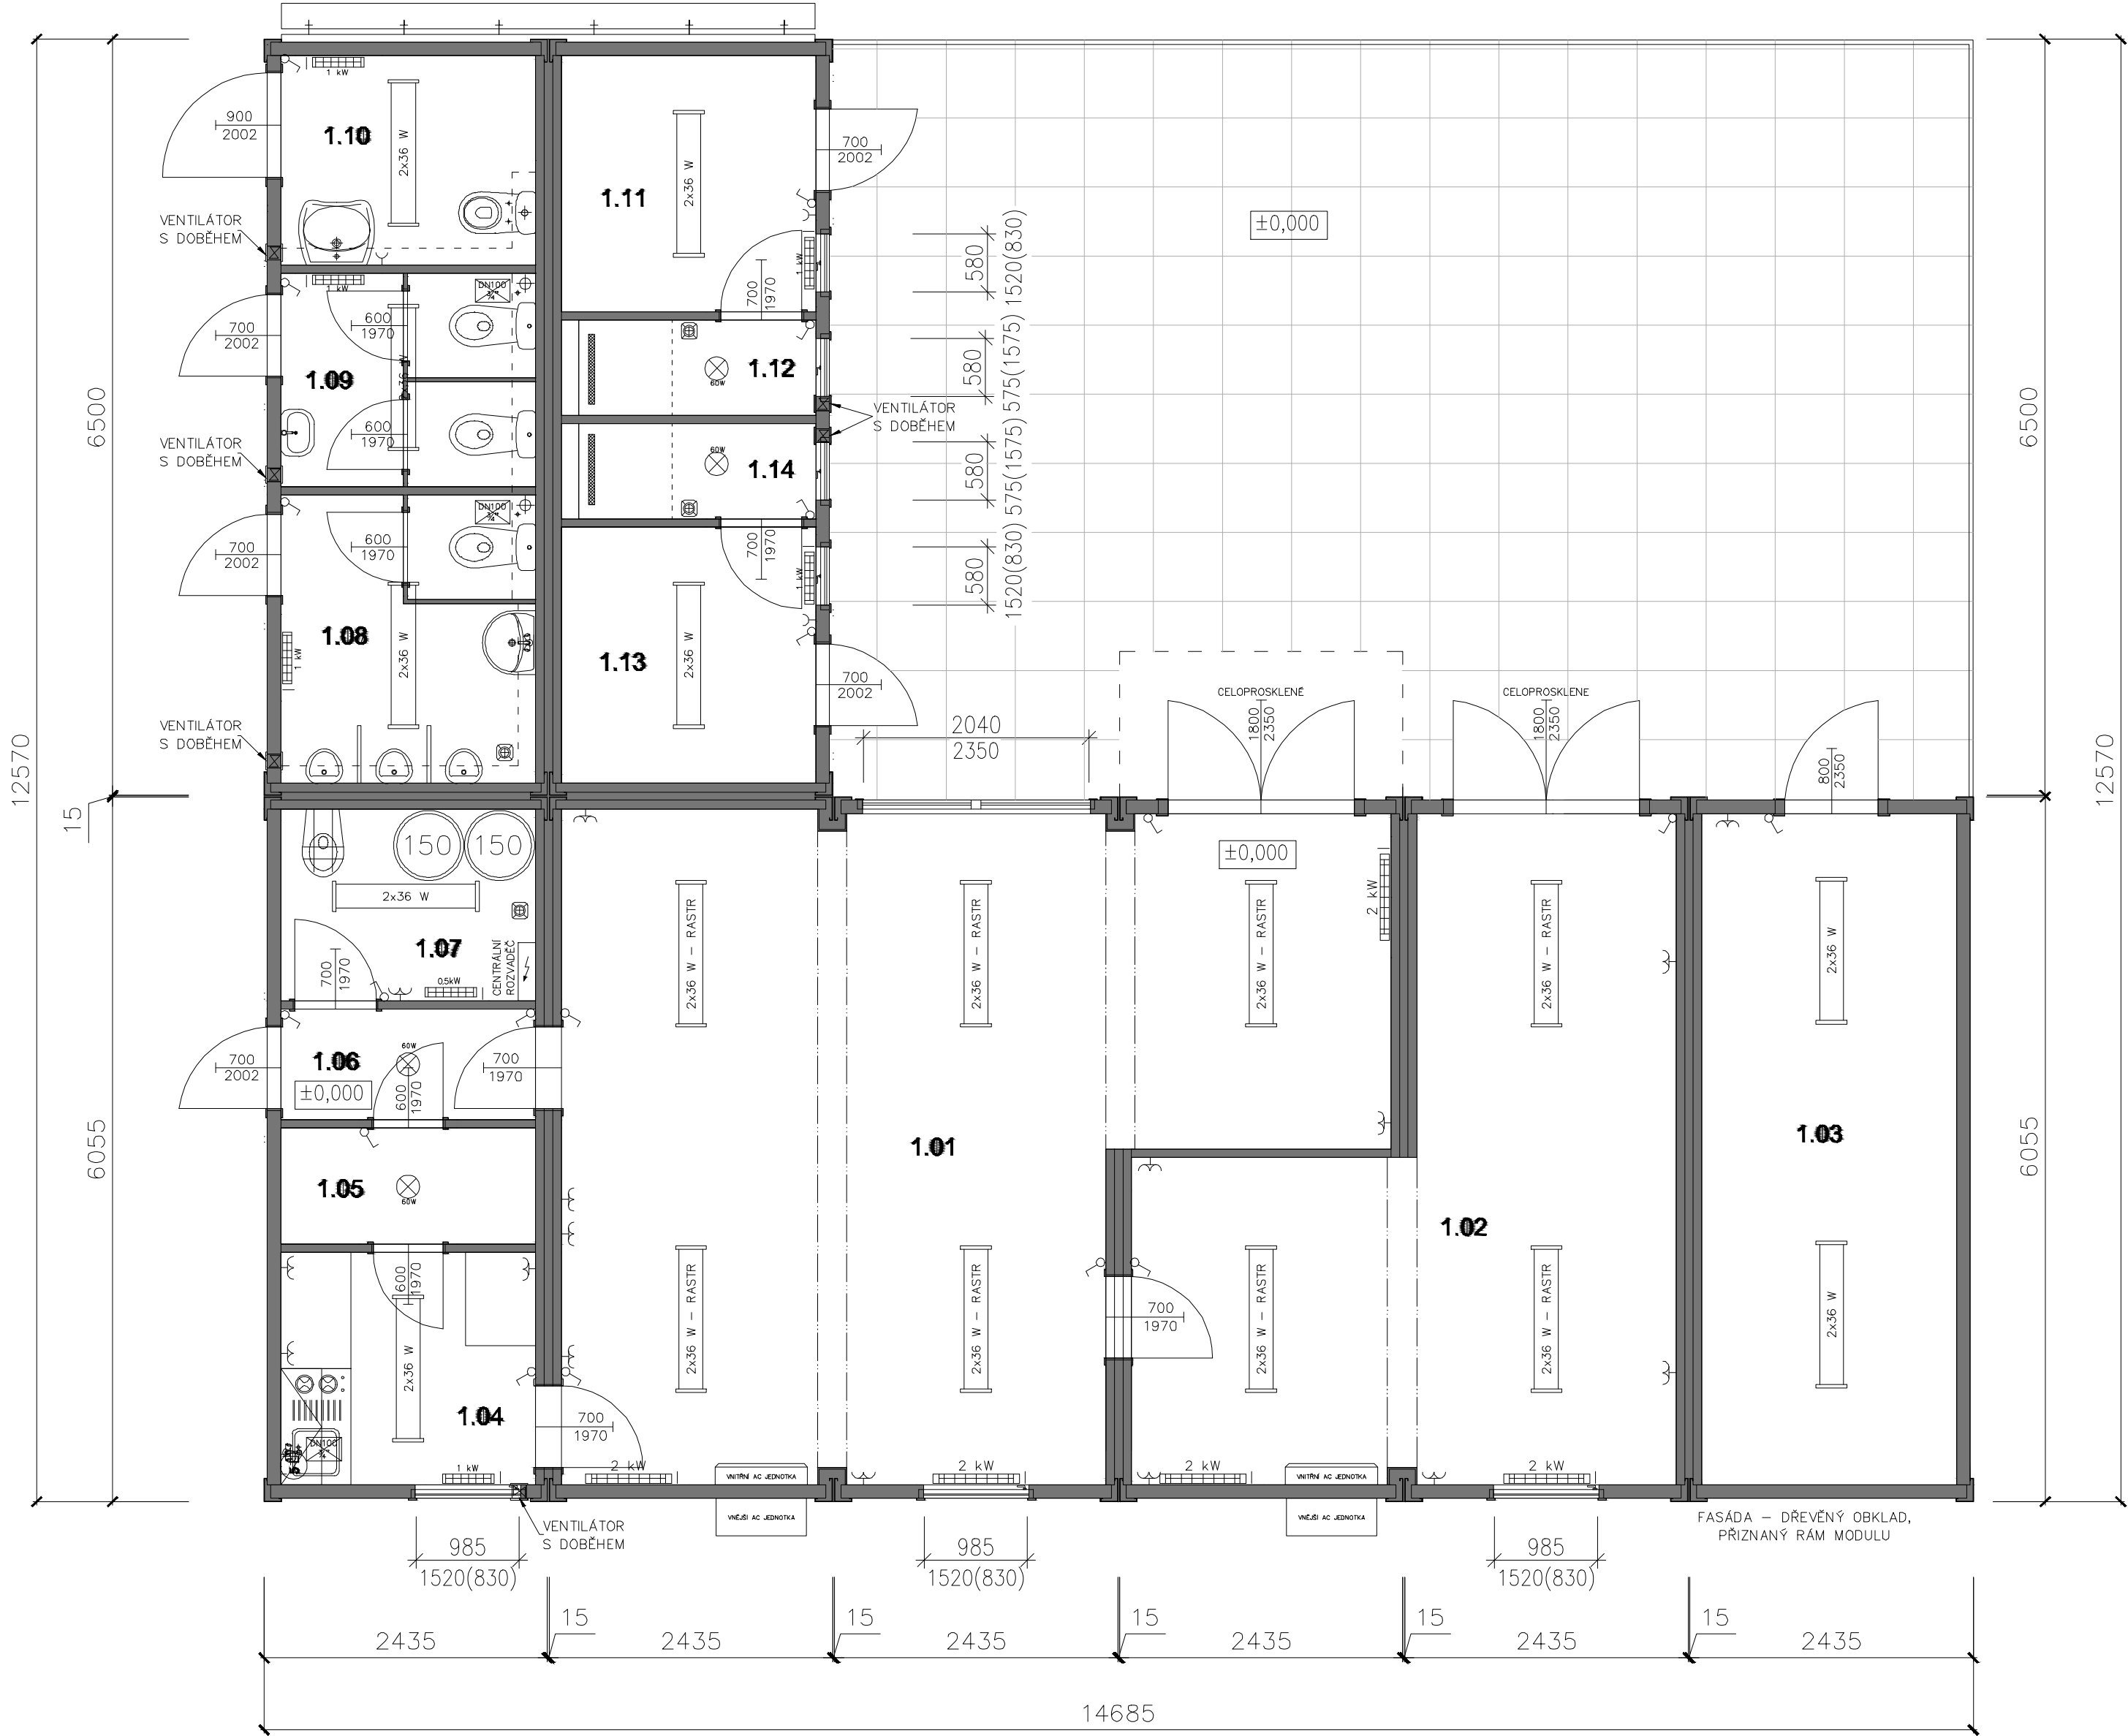 1 kW
900
2002
1.10
2x36 W
1.11
2x36 W
700
2002
±0,000
VENTILÁTOR
S DOBĚHEM
580
1520(830)
1 kW
1 kW
DN100
700
1970
600
1970
700
2002
2x36 W
1.09
1.12
60W
580
575(1575)
600
1970
VENTILÁTOR
S DOBĚHEM
VENTILÁTOR
S DOBĚHEM
60W
1.14
580
575(1575)
6500
6500
DN100
600
1970
700
2002
700
1970
1 kW
580
1520(830)
1.08
1 kW
2x36 W
1.13
2x36 W
700
2002
CELOPROSKLENÉ
1800
2350
CELOPROSKLENE
1800
2350
800
2350
VENTILÁTOR
S DOBĚHEM
2040
2350
12570
12570
15
150
150
±0,000
2x36 W
2 kW
2x36 W – RASTR
2x36 W – RASTR
2x36 W – RASTR
2x36 W – RASTR
2x36 W
1.07
CENTRÁLNÍ
ROZVADĚČ
700
1970
0,5kW
700
2002
1.06
60W
±0,000
600
1970
700
1970
6055
6055
1.01
1.03
1.05
60W
1.02
600
1970
2x36 W
2x36 W – RASTR
2x36 W – RASTR
2x36 W – RASTR
2x36 W – RASTR
2x36 W
700
1970
1.04
700
1970
DN100
1 kW
2 kW
VNITŘNÍ AC JEDNOTKA
2 kW
2 kW
VNITŘNÍ AC JEDNOTKA
2 kW
VNĚJŠÍ AC JEDNOTKA
VNĚJŠÍ AC JEDNOTKA
FASÁDA – DŘEVĚNÝ OBKLAD,
PŘIZNANÝ RÁM MODULU
VENTILÁTOR
S DOBĚHEM
985
1520(830)
985
1520(830)
985
1520(830)
15
15
15
15
15
2435
2435
2435
2435
2435
2435
14685